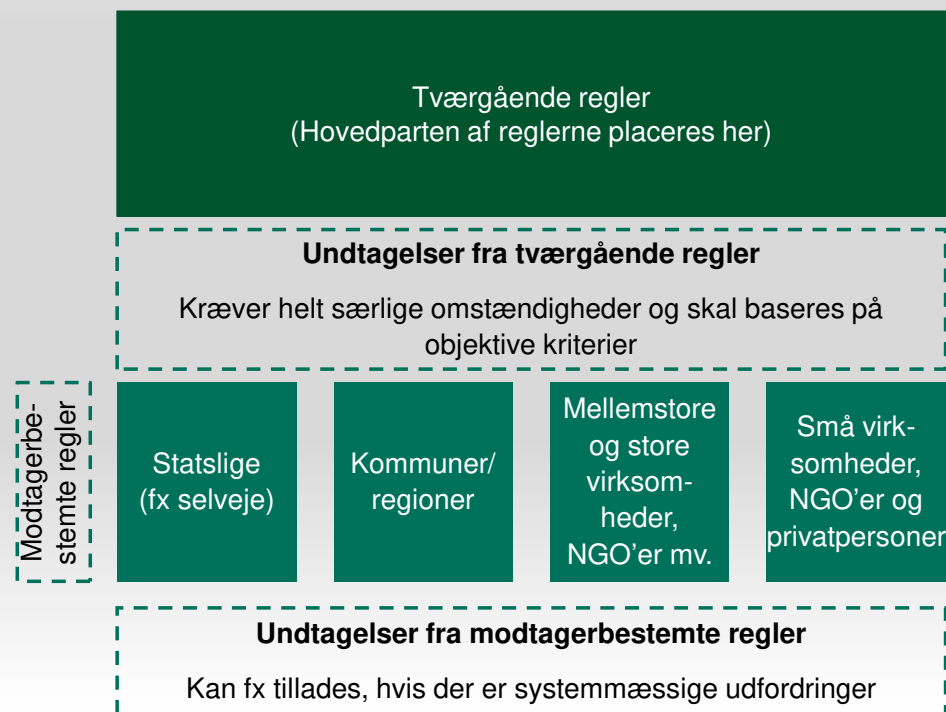 Tværgående regler
(Hovedparten af reglerne placeres her)
Undtagelser fra tværgående regler
Kræver helt særlige omstændigheder og skal baseres på
objektive kriterier
Modtagerbe-
stemte regler
Statslige
(fx selveje)
Kommuner/
regioner
Mellemstore
og store
virksom-
heder,
NGO’er mv.
Små virk-
somheder,
NGO’er og
privatpersoner
Undtagelser fra modtagerbestemte regler
Kan fx tillades, hvis der er systemmæssige udfordringer